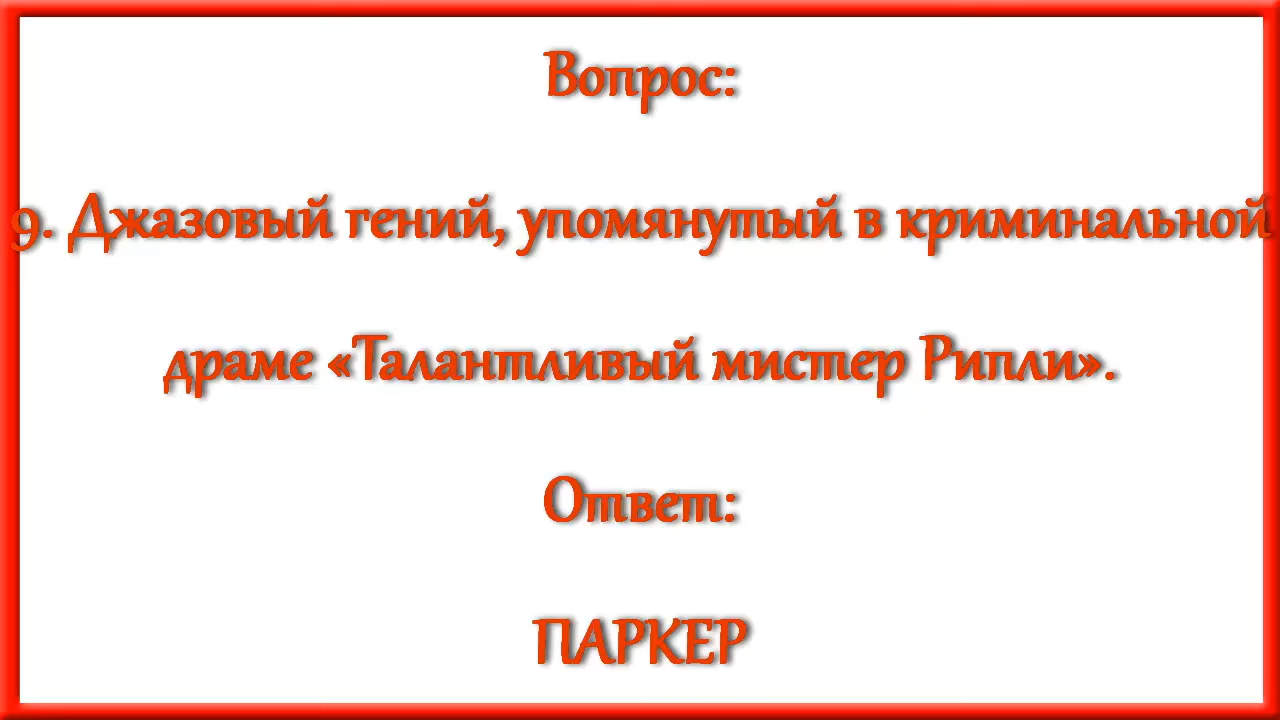 Вопрос:
9. Джазовый гений, упомянутый в криминальной
драме «Талантливый мистер Рипли».
Ответ:
ПАРКЕР